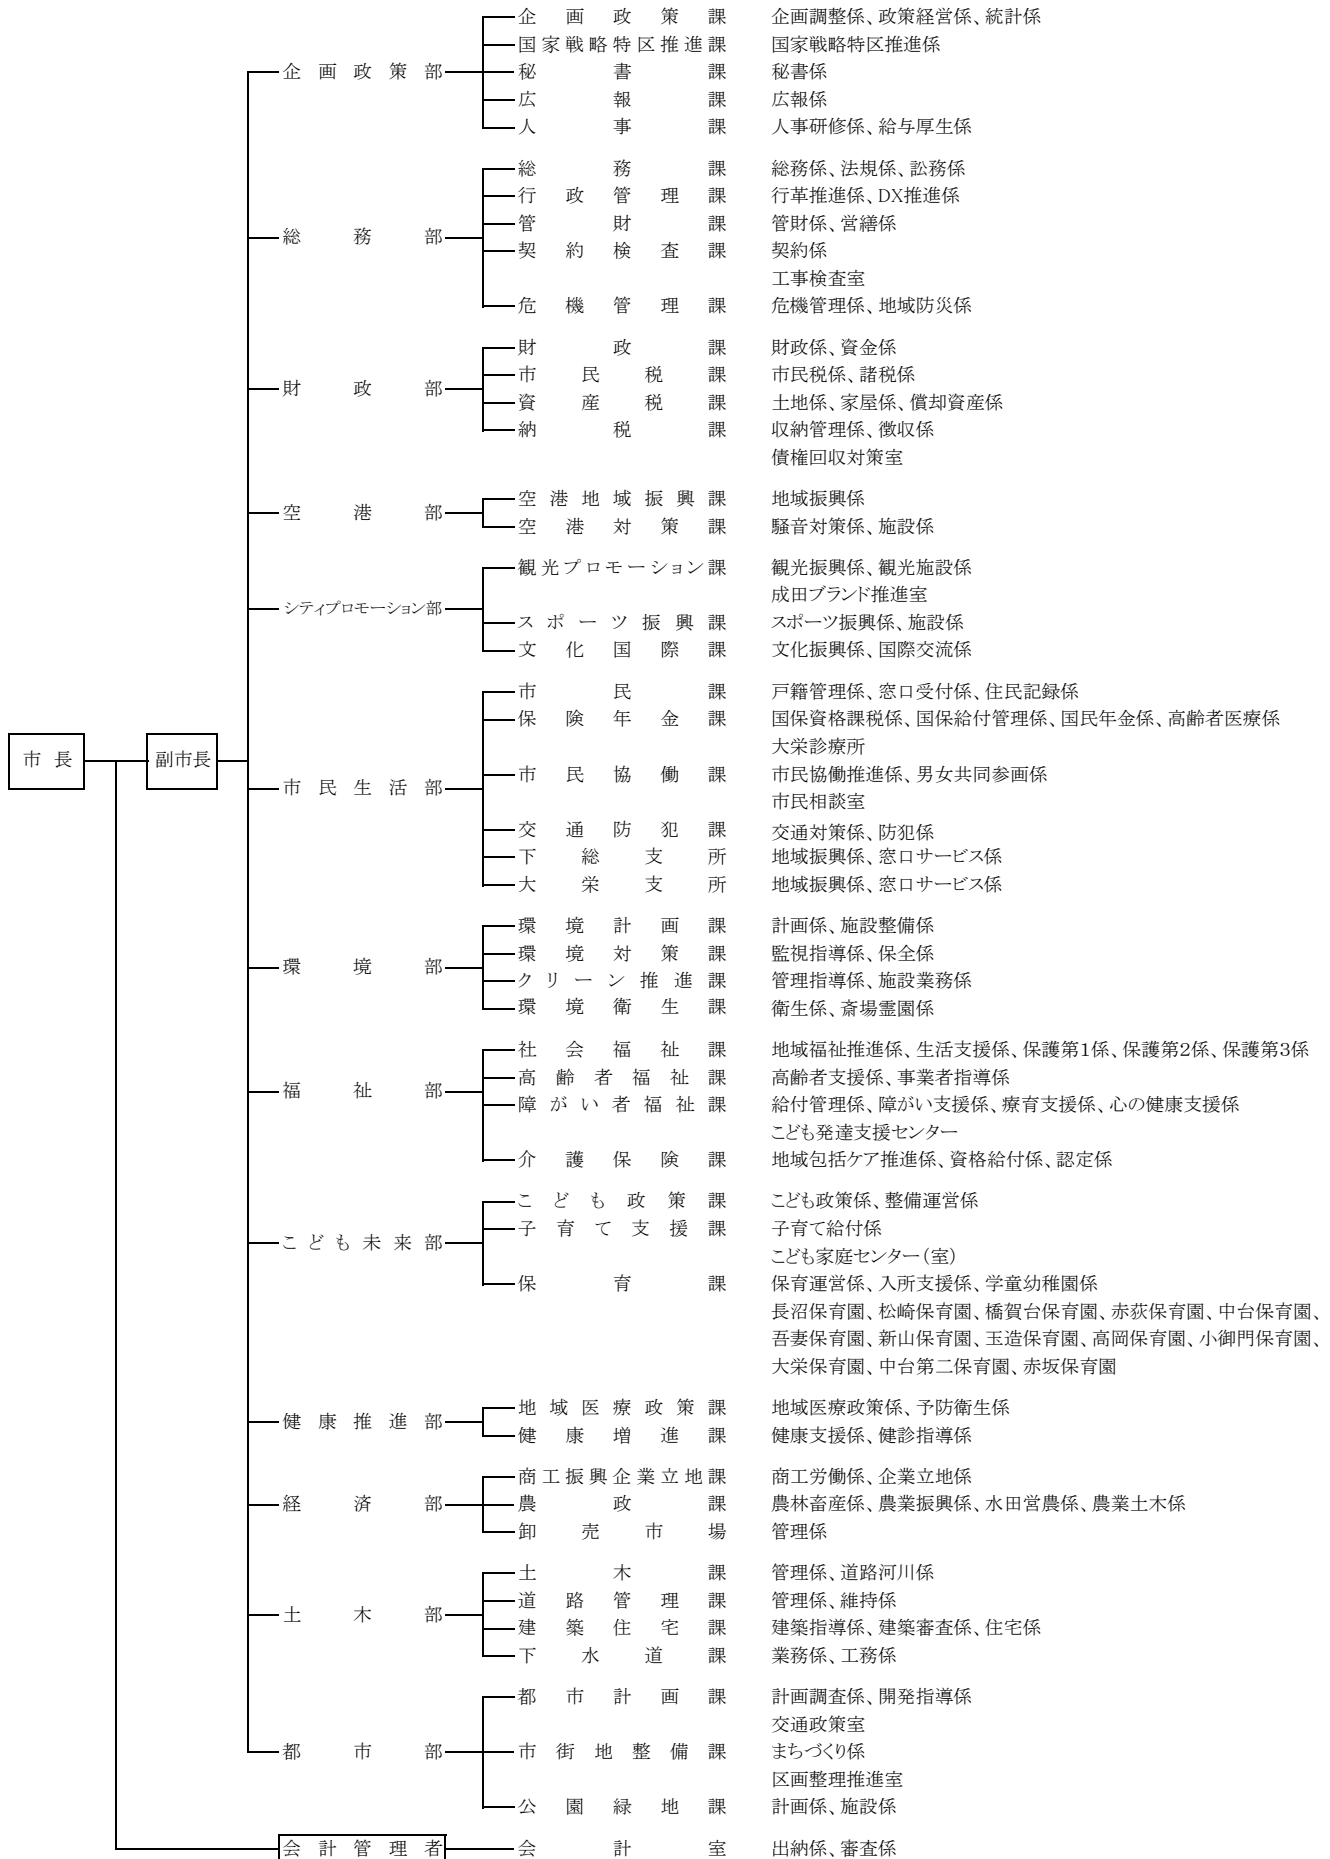 企画政策課 企画調整係、政策経営係、統計係
国家戦略特区推進課 国家戦略特区推進係
企画政策部 秘書課 秘書係
広報課 広報係
人事課 人事研修係、給与厚生係
総務課 総務係、法規係、訟務係
行政管理課 行革推進係、DX推進係
総務部 管財課 管財係、営繕係
契約検査課 契約係
工事検査室
危機管理課 危機管理係、地域防災係
財政課 財政係、資金係
市民税課 市民税係、諸税係
財政部 資産税課 土地係、家屋係、償却資産係
納税課 収納管理係、徴収係
債権回収対策室
空港部 空港地域振興課 地域振興係
空港対策課 騒音対策係、施設係
観光プロモーション課 観光振興係、観光施設係
成田ブランド推進室
シティプロモーション部 スポーツ振興課 スポーツ振興係、施設係
文化国際課 文化振興係、国際交流係
市民課 戸籍管理係、窓口受付係、住民記録係
保険年金課 国保資格課税係、国保給付管理係、国民年金係、高齢者医療係
大栄診療所
市長 副市長 市民生活部 市民協働課 市民協働推進係、男女共同参画係
市民相談室
交通防犯課 交通対策係、防犯係
下総支所 地域振興係、窓口サービス係
大栄支所 地域振興係、窓口サービス係
環境計画課 計画係、施設整備係
環境部 環境対策課 監視指導係、保全係
クリーン推進課 管理指導係、施設業務係
環境衛生課 衛生係、斎場霊園係
社会福祉課 地域福祉推進係、生活支援係、保護第1係、保護第2係、保護第3係
福祉部 高齢者福祉課 高齢者支援係、事業者指導係
障がい者福祉課 給付管理係、障がい支援係、療育支援係、心の健康支援係
こども発達支援センター
介護保険課 地域包括ケア推進係、資格給付係、認定係
こども政策課 こども政策係、整備運営係
こども未来部 子育て支援課 子育て給付係
こども家庭センター（室）
保育課 保育運営係、入所支援係、学童幼稚園係
長沼保育園、松崎保育園、橋賀台保育園、赤荻保育園、中台保育園、
吾妻保育園、新山保育園、玉造保育園、高岡保育園、小御門保育園、
大栄保育園、中台第二保育園、赤坂保育園
健康推進部 地域医療政策課 地域医療政策係、予防衛生係
健康増進課 健康支援係、健診指導係
商工振興企業立地課 商工労働係、企業立地係
経済部 農政課 農林畜産係、農業振興係、水田営農係、農業土木係
卸売市場 管理係
土木課 管理係、道路河川係
土木部 道路管理課 管理係、維持係
建築住宅課 建築指導係、建築審査係、住宅係
下水道課 業務係、工務係
都市計画課 計画調査係、開発指導係
交通政策室
都市部 市街地整備課 まちづくり係
区画整理推進室
公園緑地課 計画係、施設係
会計管理者 会計室 出納係、審査係